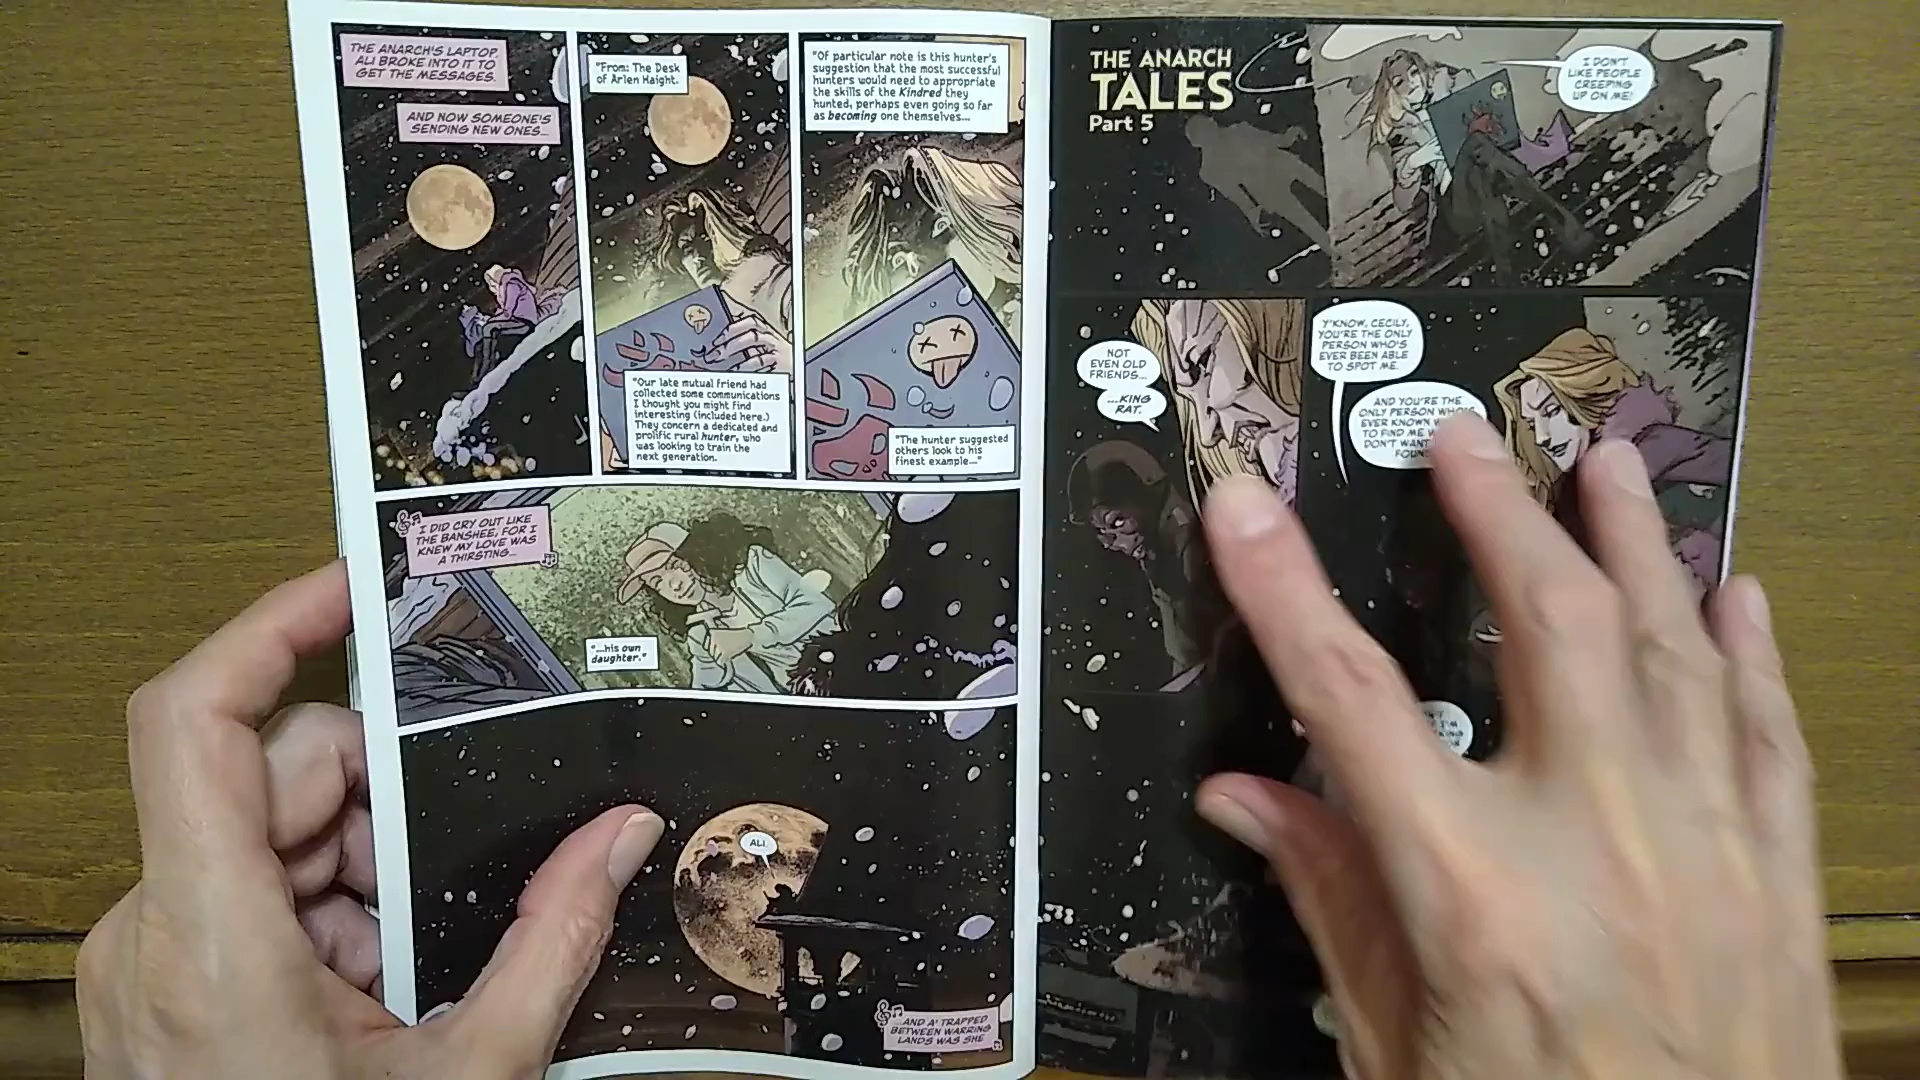 THE ANARCH'S LAPTOP.
ALI BROKE INTO IT TO
GET THE MESSAGES.
AND NOW SOMEONE'S
SENDING NEW ONES...
"From: The Desk
of Arlen Haight.
"Our late mutual friend had
collected some communications
I thought you might find
interesting (included here.)
They concern a dedicated and
prolific rural hunter, who
was looking to train the
next generation.
"Of particular note is this hunter's
suggestion that the most successful
hunters would need to appropriate
the skills of the Kindred they
hunted, perhaps even going so far
as becoming one themselves...
"The hunter suggested
others look to his
finest example..."
I DID CRY OUT LIKE
THE BANSHEE, FOR I
KNEW MY LOVE WAS
A THIRSTING...
"...his own
daughter."
ALI.
...AND A' TRAPPED
BETWEEN WARRING
LANDS WAS SHE
THE ANARCH
TALES
Part 5
I DON'T
LIKE PEOPLE
CREEPING
UP ON ME!
NOT
EVEN OLD
FRIENDS...
...KING
RAT.
Y'KNOW, CECILY,
YOU'RE THE ONLY
PERSON WHO'S
EVER BEEN ABLE
TO SPOT ME.
AND YOU'RE THE
ONLY PERSON WHO'S
EVER KNOWN
TO FIND ME
DON'T WANT